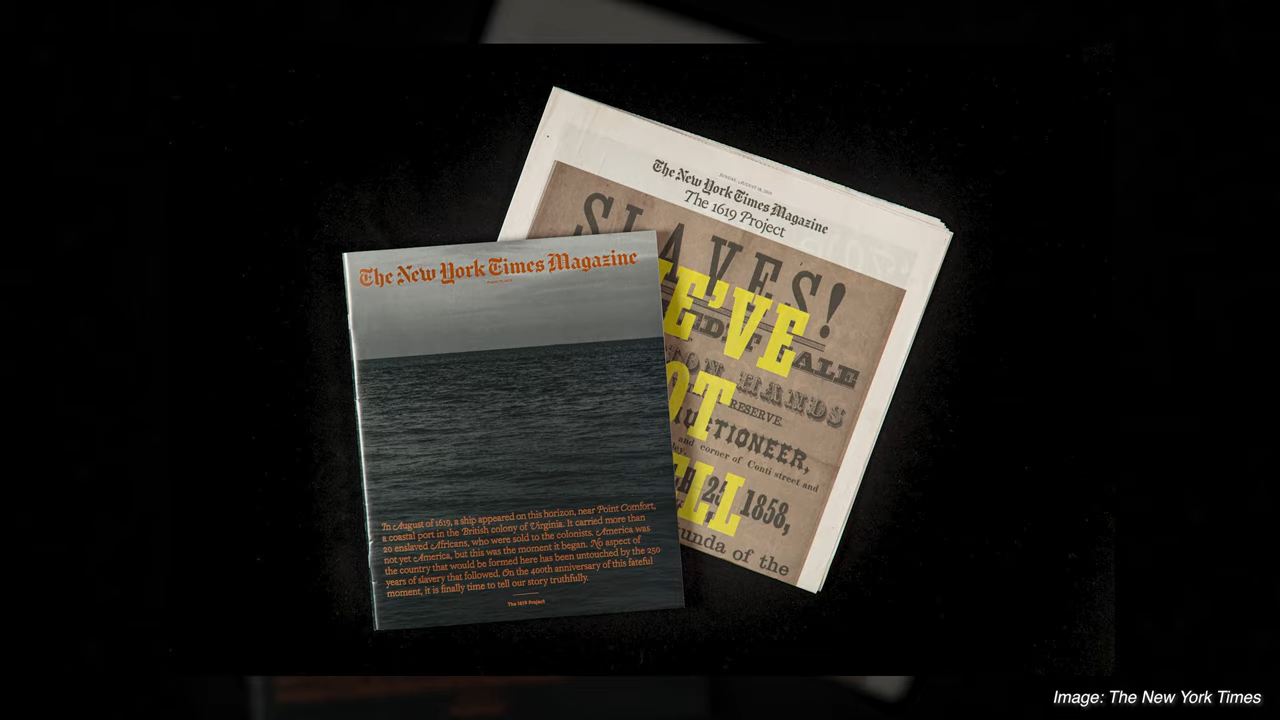 The New York Times Magazine
In August of 1619, a ship appeared on this horizon, near Point Comfort,
a coastal port in the British colony of Virginia. It carried more than
20 enslaved Africans, who were sold to the colonists. America was
not yet America, but this was the moment it began. No aspect of
the country that would be formed here has been untouched by the 250
years of slavery that followed. On the 400th anniversary of this fateful
moment, it is finally time to tell our story truthfully.
The 1619 Project
The New York Times Magazine
The 1619 Project
SLAVES!
E'VE
ALE
HANDS
OT
RESERVE
TIONEER,
and corner of Conti street and
LL
25, 1858,
unda of the
Image: The New York Times